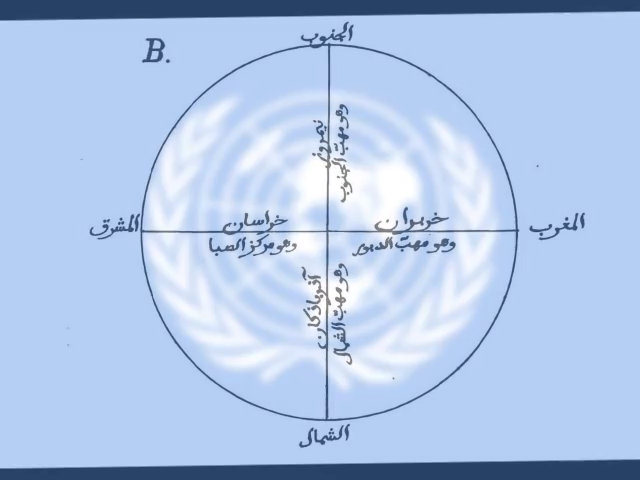 B.
الجنوب
نيمروز
وهو مهبّ الجنوب
المشرق
خراسان
وهو مركز الصبا
خربران
وهو مهبّ الدبور
المغرب
آذرباذكان
وهو مهبّ الشمال
الشمال